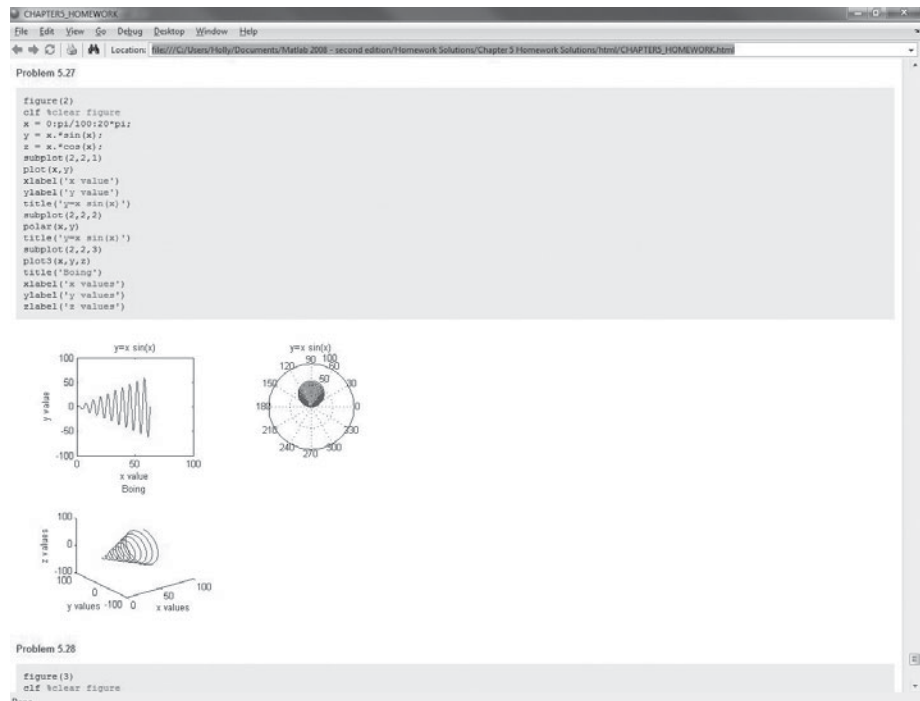 CHAPTER5_HOMEWORK
File Edit View Go Debug Desktop Window Help
Location: file:///C:/Users/Holly/Documents/Matlab 2008 - second edition/Homework Solutions/Chapter 5 Homework Solutions/html/CHAPTER5_HOMEWORK.html
Problem 5.27
figure(2)
clf %clear figure
x = 0:pi/100:20*pi;
y = x.*sin(x);
z = x.*cos(x);
subplot(2,2,1)
plot(x,y)
xlabel('x value')
ylabel('y value')
title('y=x sin(x)')
subplot(2,2,2)
polar(x,y)
title('y=x sin(x)')
subplot(2,2,3)
plot3(x,y,z)
title('Boing')
xlabel('x values')
ylabel('y values')
zlabel('z values')
y=x sin(x)
100
50
0
-50
-100
y value
0 50 100
x value
y=x sin(x)
90 100
120 60
50
150 30
180 0
210 330
240 300
270
Boing
100
0
-100
z values
100
0
-100
y values
0
50
100
x values
Problem 5.28
figure(3)
clf %clear figure